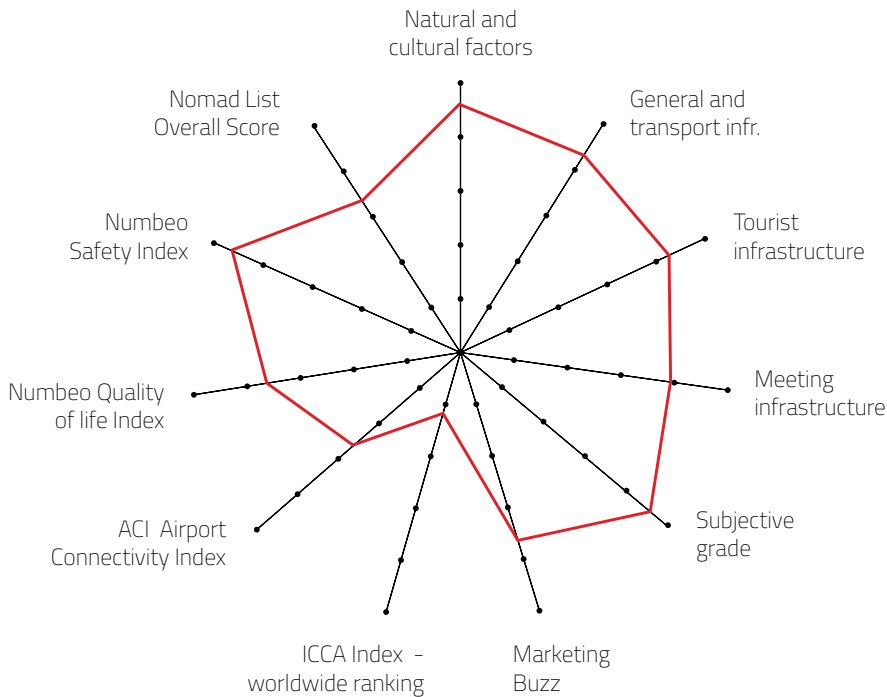 Natural and
cultural factors
General and
transport infr.
Tourist
infrastructure
Meeting
infrastructure
Subjective
grade
Marketing
Buzz
ICCA Index -
worldwide ranking
ACI Airport
Connectivity Index
Numbeo Quality
of life Index
Numbeo
Safety Index
Nomad List
Overall Score